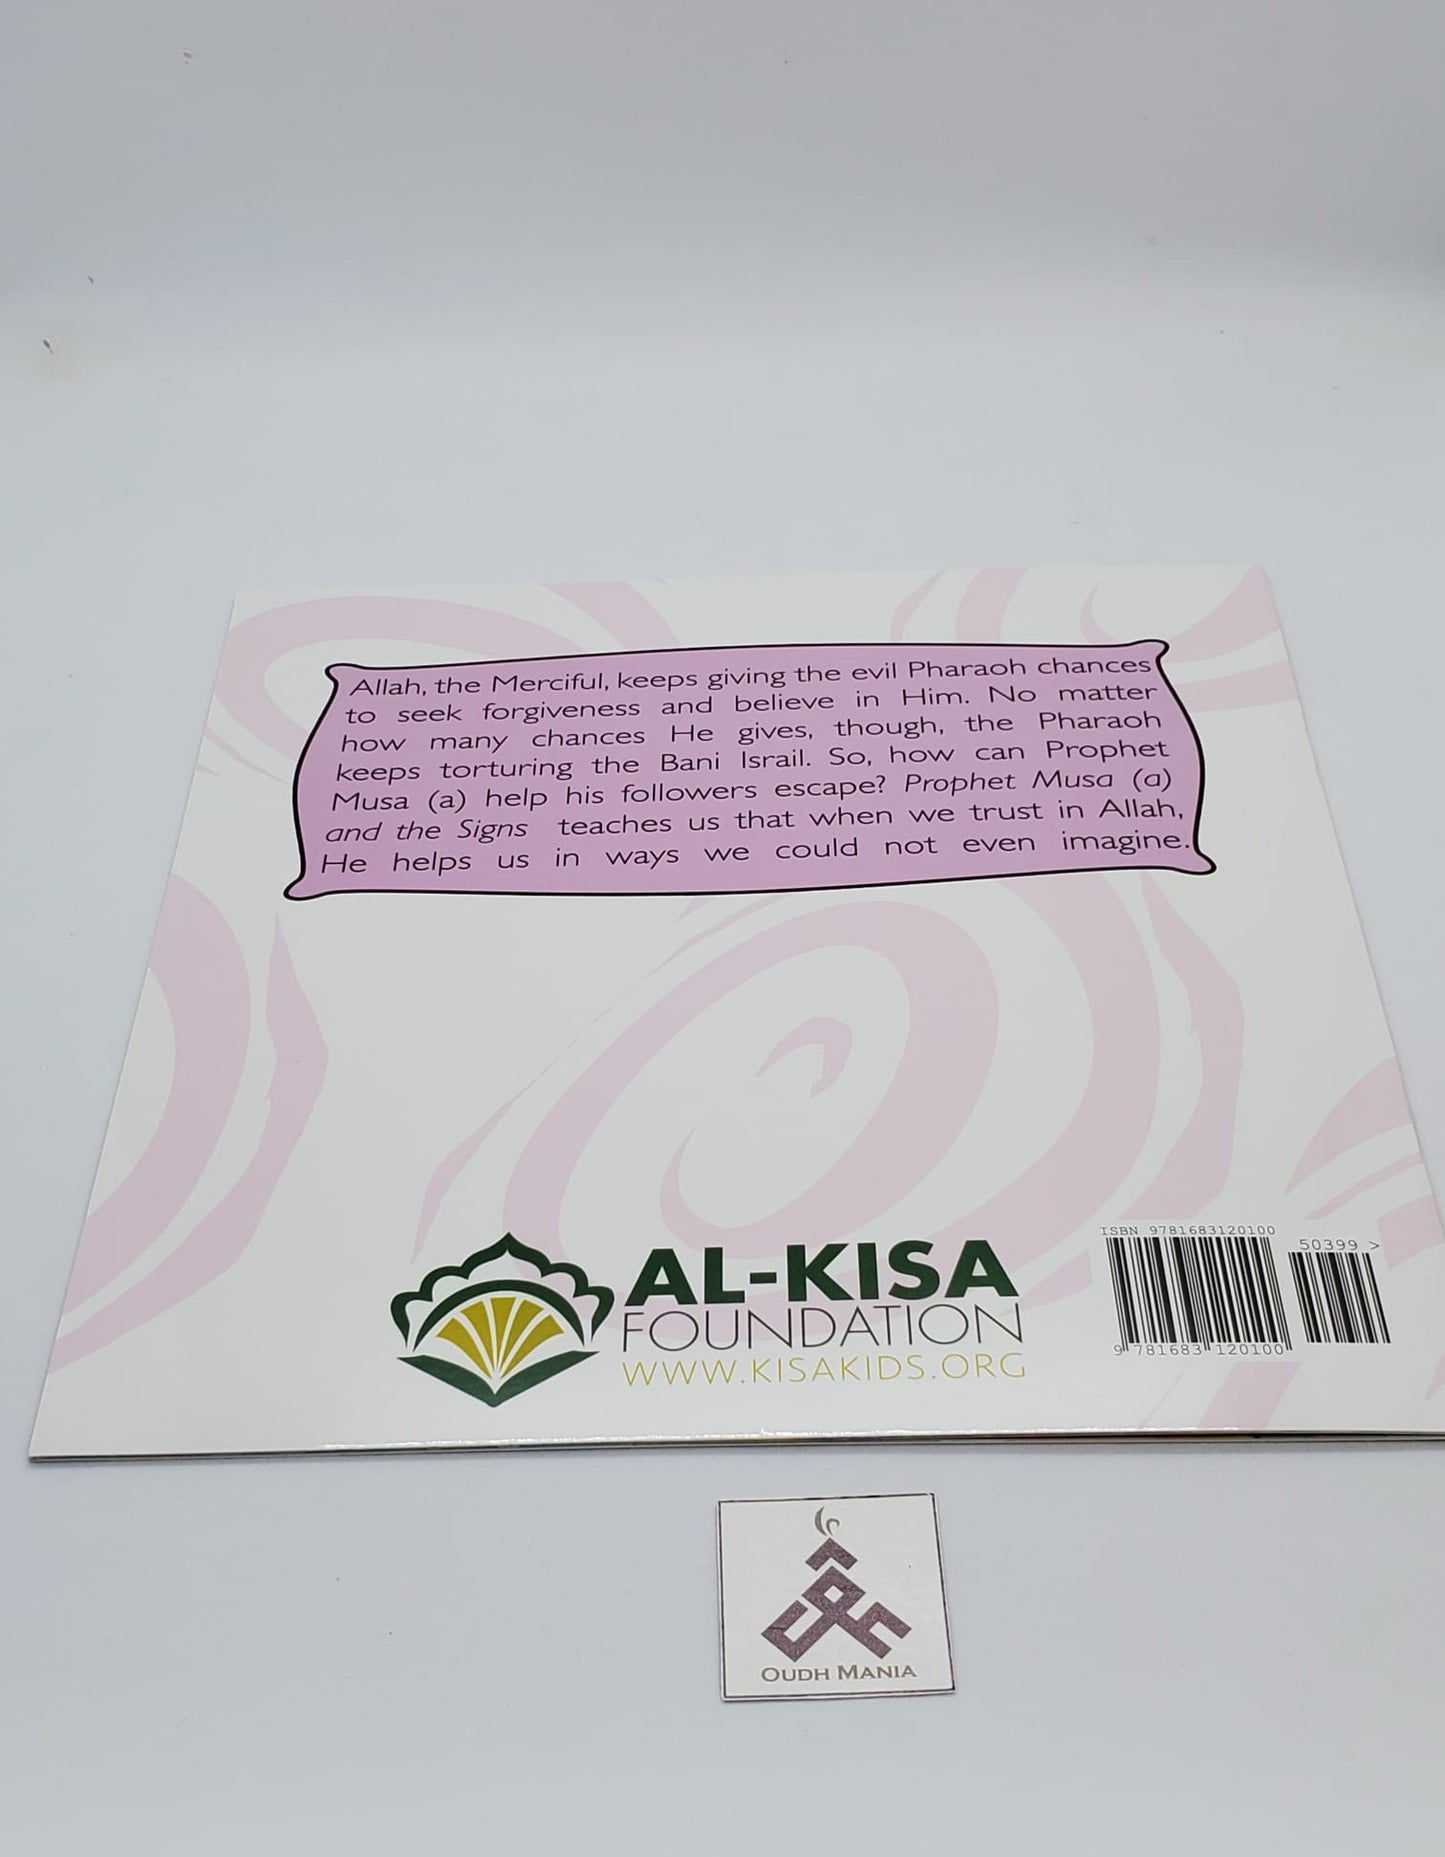 Allah, the Merciful, keeps giving the evil Pharaoh chances
to seek forgiveness and believe in Him. No matter
how many chances He gives, though, the Pharaoh
keeps torturing the Bani Israil. So, how can Prophet
Musa (a) help his followers escape? Prophet Musa (a)
and the Signs teaches us that when we trust in Allah,
He helps us in ways we could not even imagine.
AL-KISA
FOUNDATION
WWW.KISAKIDS.ORG
ISBN 9781683120100
50399 >
9 781683 120100
OUDH MANIA